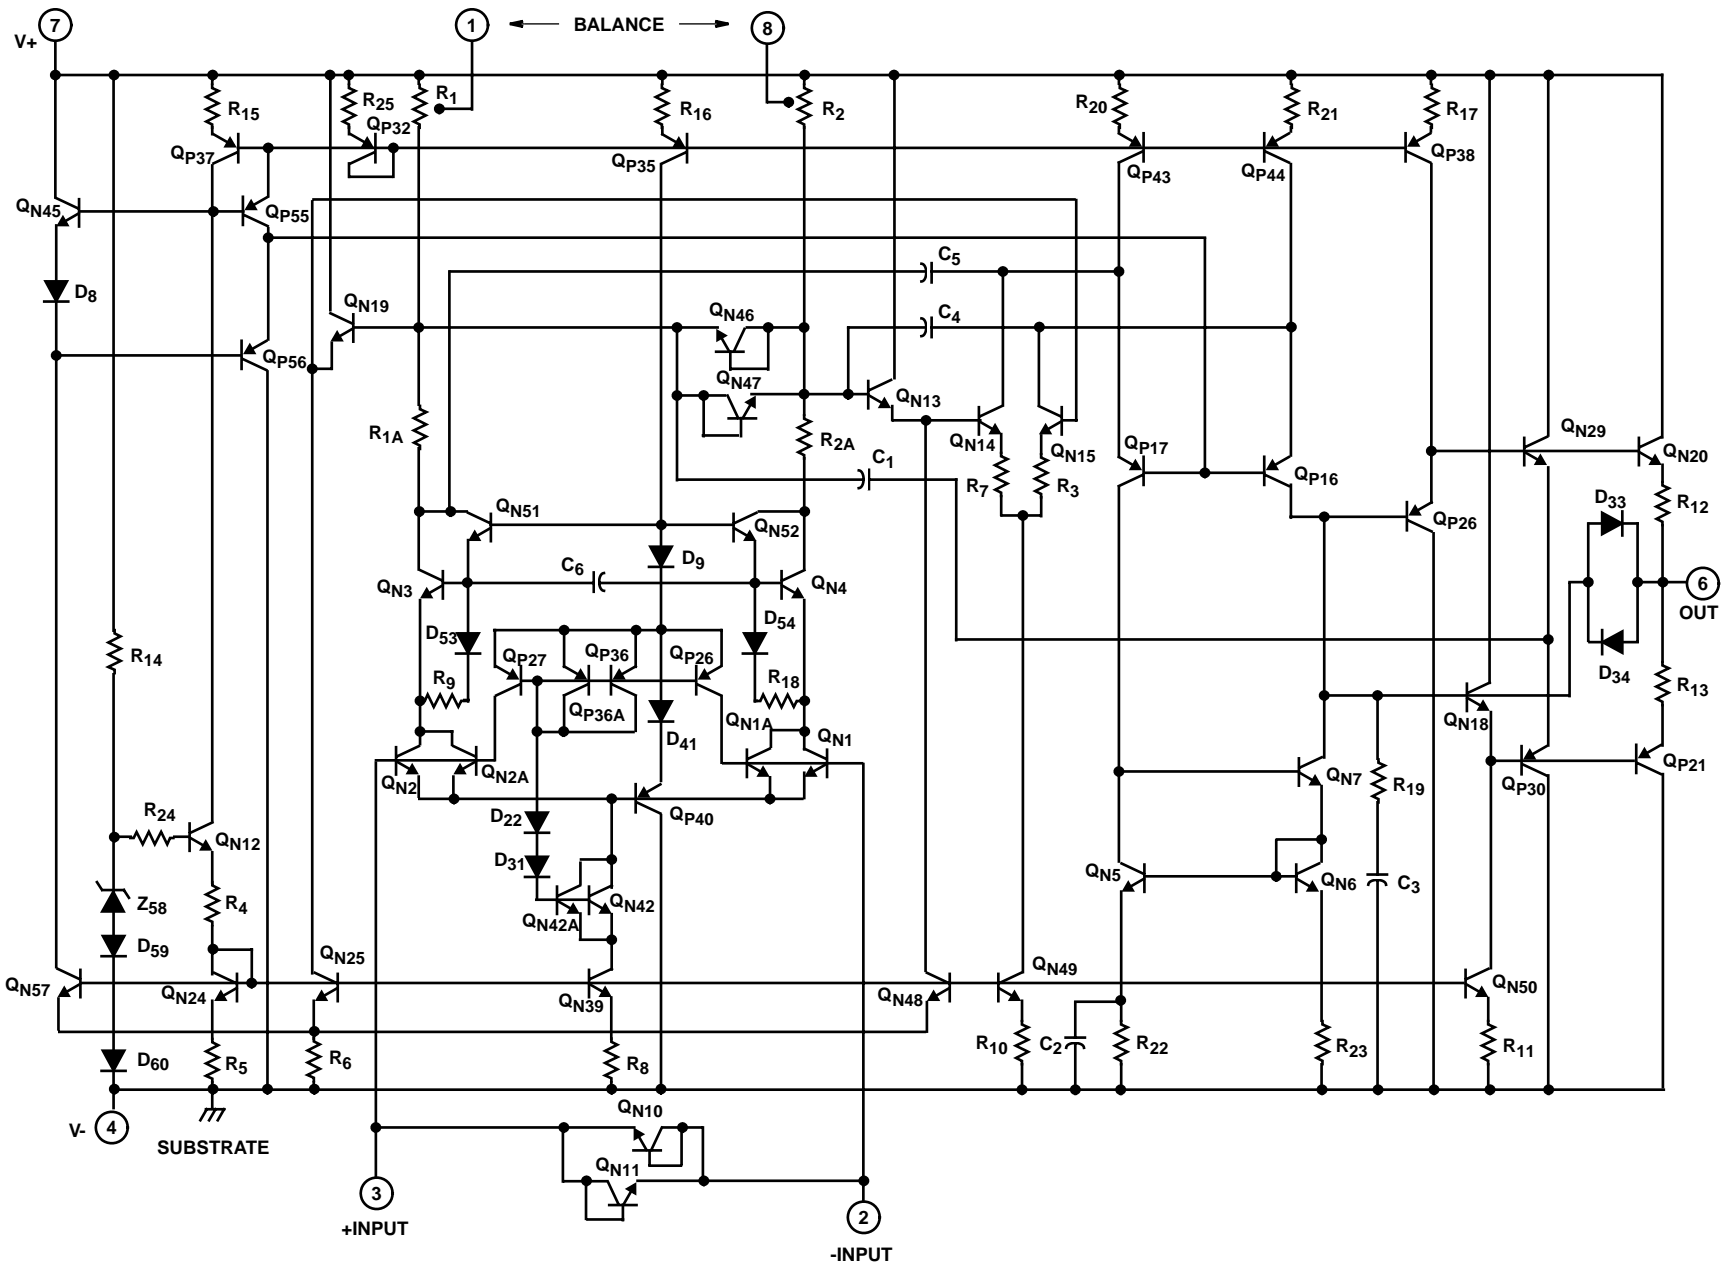 7
V+
1
BALANCE
8
R15
R25
R1
R16
R2
R20
R21
R17
QP37
QP32
QP35
QP43
QP44
QP38
QN45
QP55
C5
D8
QN19
QN46
C4
QP56
QN47
QN13
R1A
R2A
QN14
QN15
QP17
QP16
QN29
QN20
C1
R7
R3
D33
R12
QN51
QN52
QP26
D9
C6
QN3
QN4
6
OUT
D53
D54
R14
QP27
QP36
QP26
D34
R9
R18
R13
QP36A
QN1A
QN18
D41
QN1
QN2
QN2A
QN7
R19
QP30
QP21
R24
QN12
D22
QP40
D31
QN5
QN6
C3
Z58
R4
QN42A
QN42
D59
QN25
QN57
QN24
QN39
QN48
QN49
QN50
D60
R5
R6
R8
R10
C2
R22
R23
R11
V-
4
SUBSTRATE
QN10
QN11
3
+INPUT
2
-INPUT